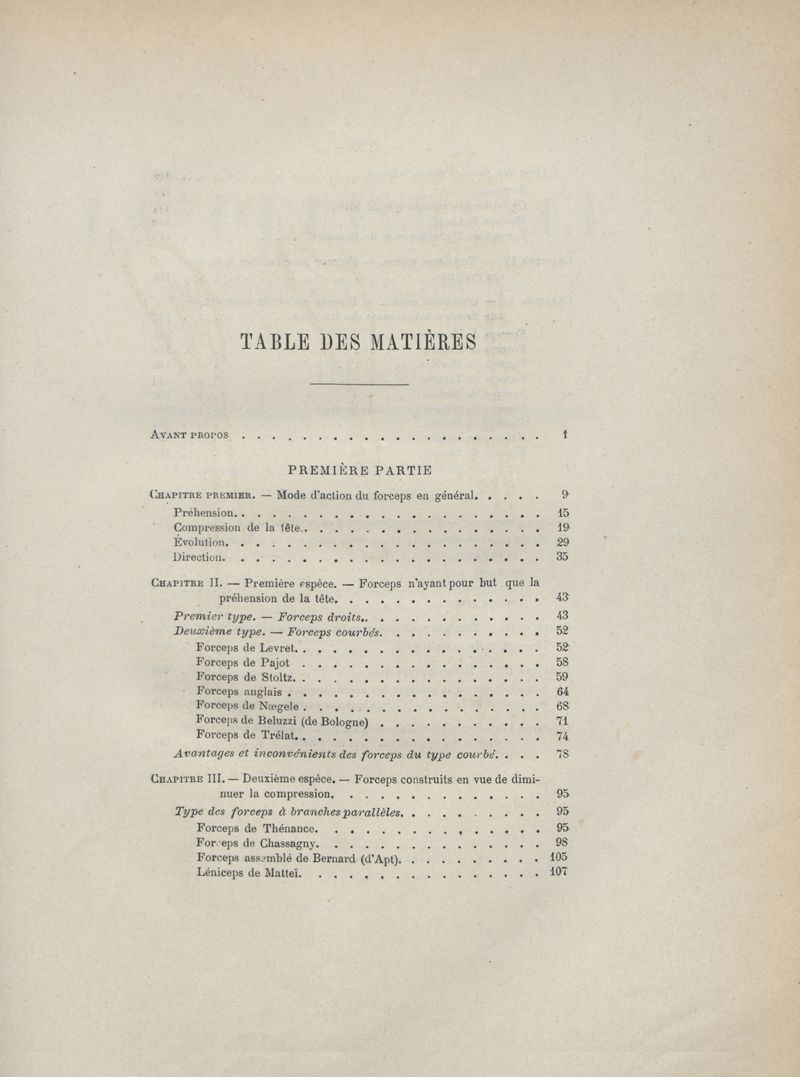 TABLE DES MATIÈRES
AVANT PROPOS . . . . . . . . . . . . . . . . . . . . 1
PREMIÈRE PARTIE
CHAPITRE PREMIER. — Mode d'action du forceps en général. . . . . 9
Préhension. . . . . . . . . . . . . . . . . . . . 15
Compression de la tête. . . . . . . . . . . . . . . . 19
Évolution. . . . . . . . . . . . . . . . . . . . . 29
Direction. . . . . . . . . . . . . . . . . . . . . 35
CHAPITRE II. — Première espèce. — Forceps n'ayant pour but que la
préhension de la tête. . . . . . . . . . . . . . 43
Premier type. — Forceps droits. . . . . . . . . . . . . 43
Deuxième type. — Forceps courbés. . . . . . . . . . . 52
Forceps de Levret. . . . . . . . . . . . . . . . . 52
Forceps de Pajot . . . . . . . . . . . . . . . . 58
Forceps de Stoltz. . . . . . . . . . . . . . . . . 59
Forceps anglais . . . . . . . . . . . . . . . . . 64
Forceps de Nœgele . . . . . . . . . . . . . . . . 68
Forceps de Beluzzi (de Bologne) . . . . . . . . . . . 71
Forceps de Trélat. . . . . . . . . . . . . . . . . 74
Avantages et inconvénients des forceps du type courbé. . . . 78
CHAPITRE III. — Deuxième espèce. — Forceps construits en vue de dimi-
nuer la compression. . . . . . . . . . . . . . 95
Type des forceps à branches parallèles. . . . . . . . . . 95
Forceps de Thénance. . . . . . . . . . . . . . . 95
Forceps de Chassagny. . . . . . . . . . . . . . . 98
Forceps assemblé de Bernard (d'Apt). . . . . . . . . . 105
Léniceps de Matteï. . . . . . . . . . . . . . . . 107